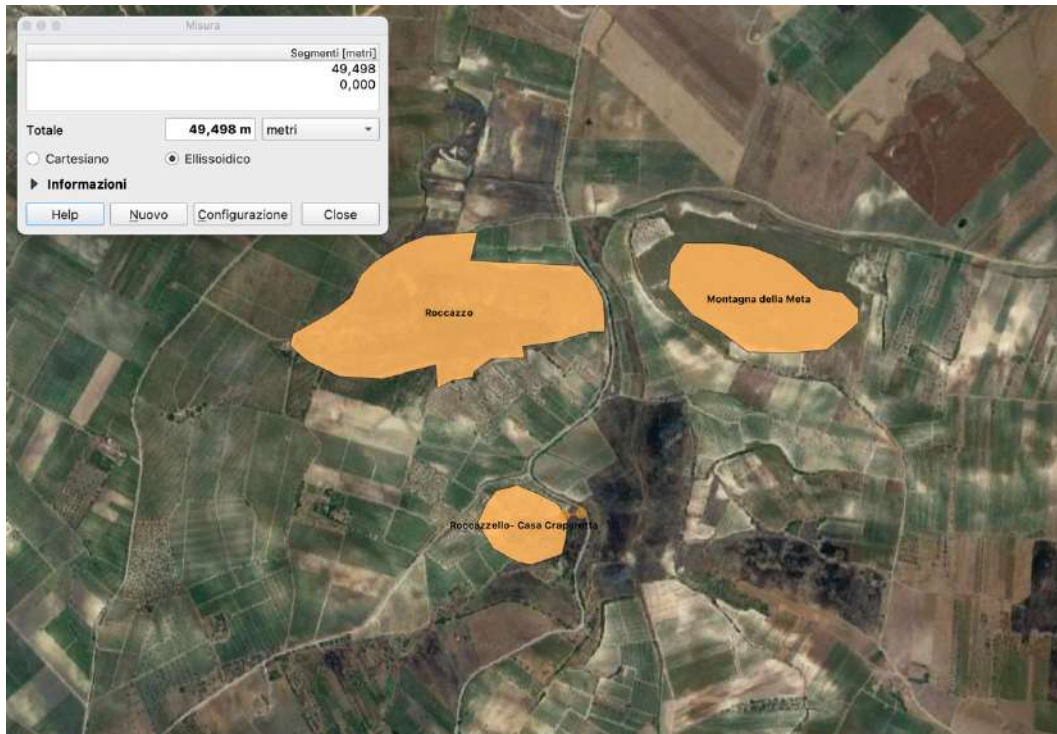 Misura
Segmenti [metri]
49,498
0,000
Totale 49,498 m metri
Cartesiano Ellissoidico
Informazioni
Help Nuovo Configurazione Close
Montagna della Meta
Roccazzo
Roccazzello- Casa Craparotta